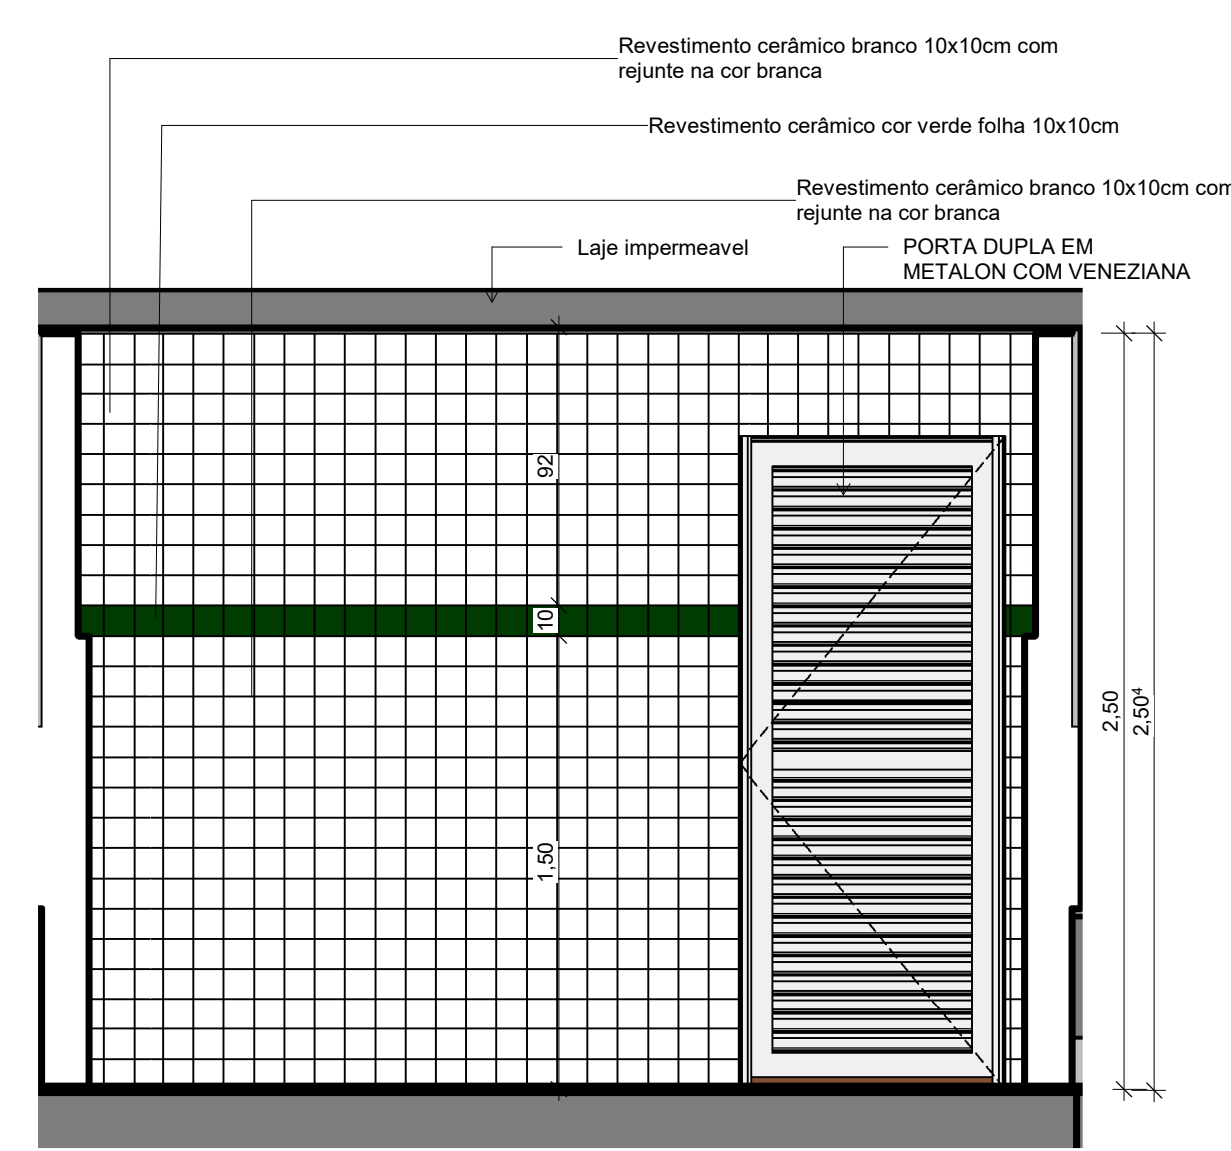 Revestimento cerâmico branco 10x10cm com
rejunte na cor branca
Revestimento cerâmico cor verde folha 10x10cm
Revestimento cerâmico branco 10x10cm com
rejunte na cor branca
Laje impermeavel
PORTA DUPLA EM
METALON COM VENEZIANA
92
10
1,50
2,50
2,50⁴